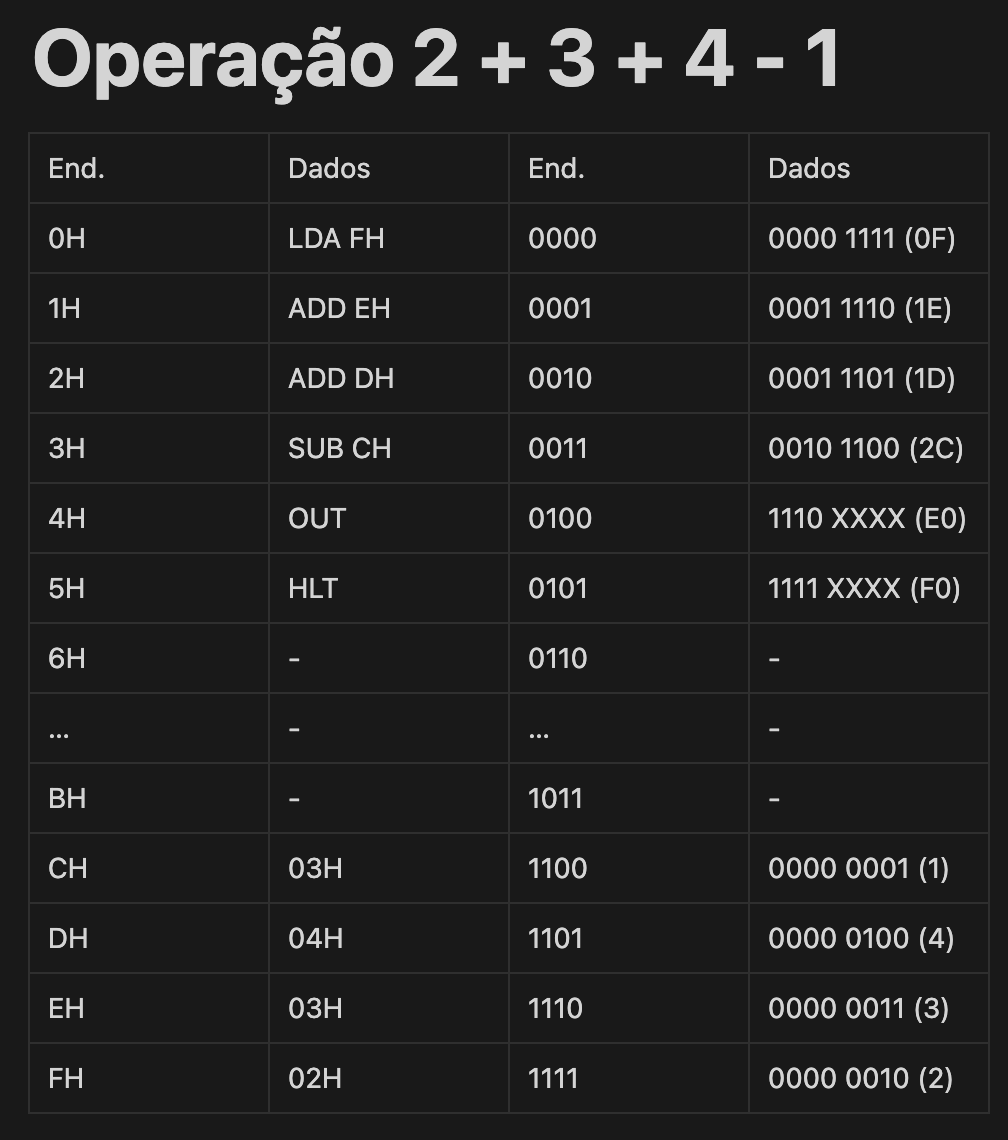 Operação 2 + 3 + 4 - 1
End. Dados End. Dados
0H LDA FH 0000 0000 1111 (0F)
1H ADD EH 0001 0001 1110 (1E)
2H ADD DH 0010 0001 1101 (1D)
3H SUB CH 0011 0010 1100 (2C)
4H OUT 0100 1110 XXXX (E0)
5H HLT 0101 1111 XXXX (F0)
6H - 0110 -
... - ... -
BH - 1011 -
CH 03H 1100 0000 0001 (1)
DH 04H 1101 0000 0100 (4)
EH 03H 1110 0000 0011 (3)
FH 02H 1111 0000 0010 (2)